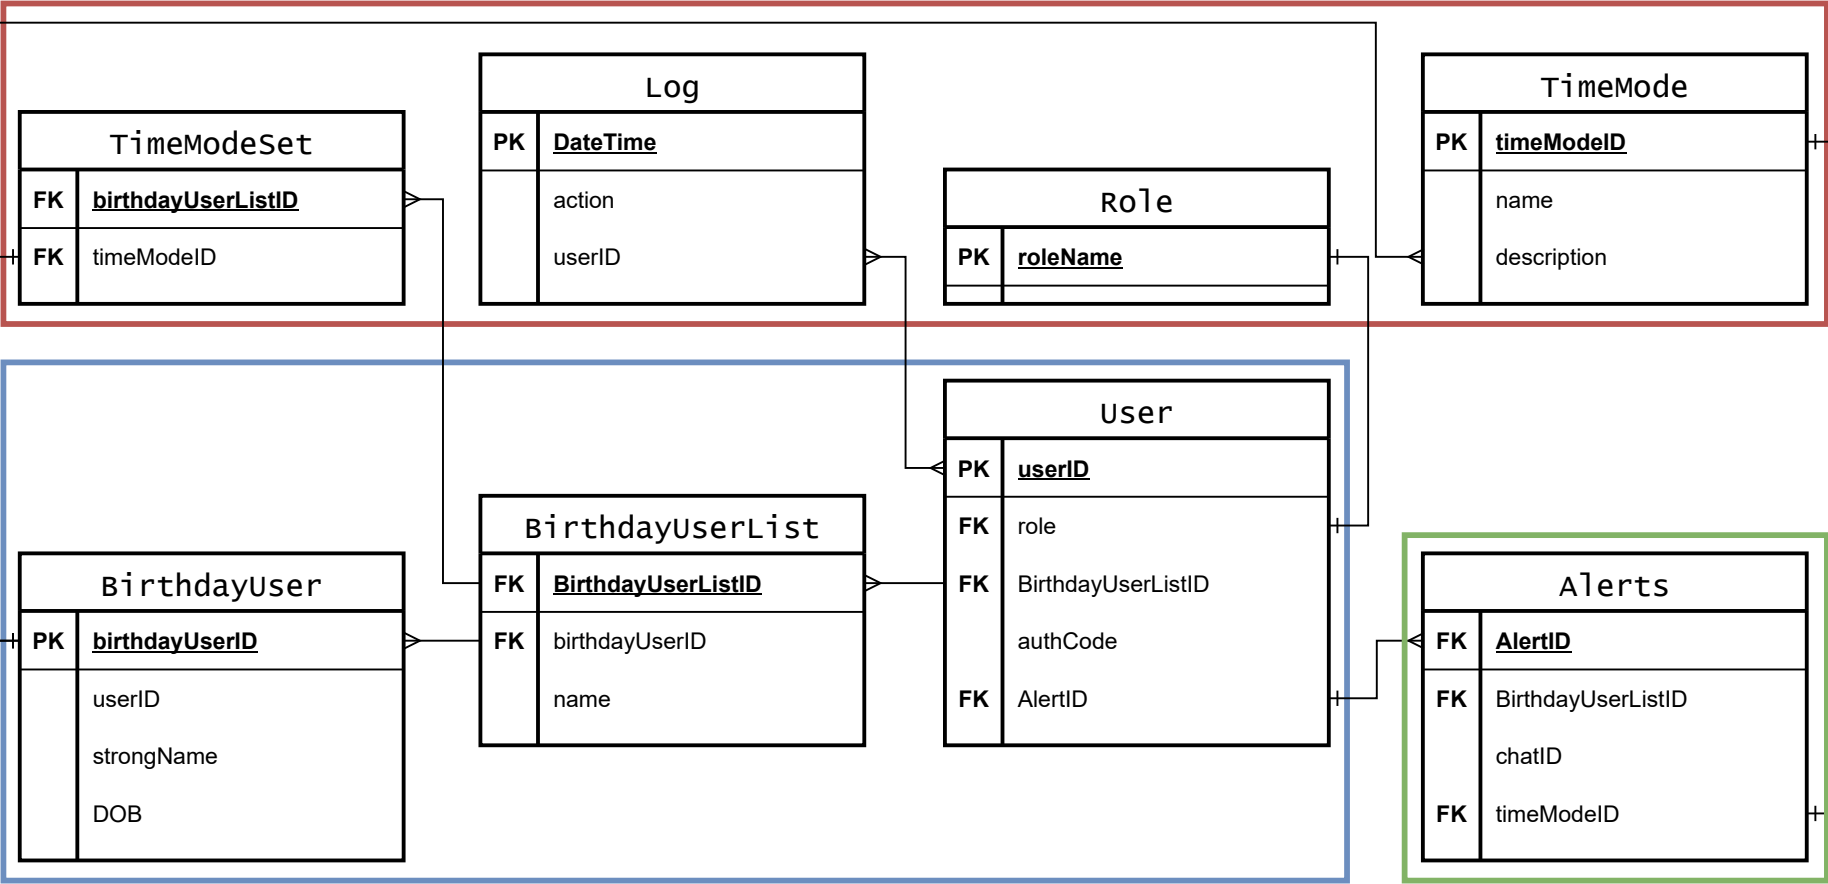 TimeModeSet
FK birthdayUserListID
FK timeModeID
Log
PK DateTime
action
userID
Role
PK roleName
TimeMode
PK timeModeID
name
description
BirthdayUser
PK birthdayUserID
userID
strongName
DOB
BirthdayUserList
FK BirthdayUserListID
FK birthdayUserID
name
User
PK userID
FK role
FK BirthdayUserListID
authCode
FK AlertID
Alerts
FK AlertID
FK BirthdayUserListID
chatID
FK timeModeID